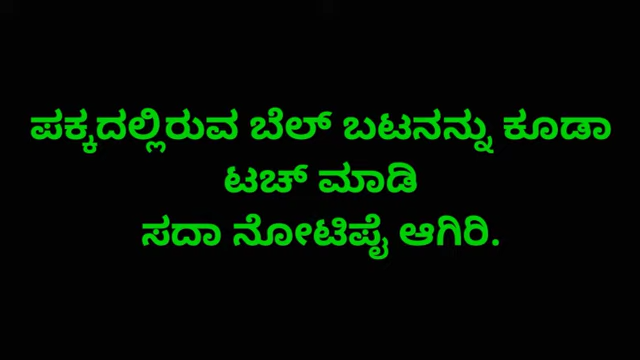 ಪಕ್ಕದಲ್ಲಿರುವ ಬೆಲ್ ಬಟನನ್ನು ಕೂಡಾ
ಟಚ್ ಮಾಡಿ
ಸದಾ ನೋಟಿಪೈ ಆಗಿರಿ.